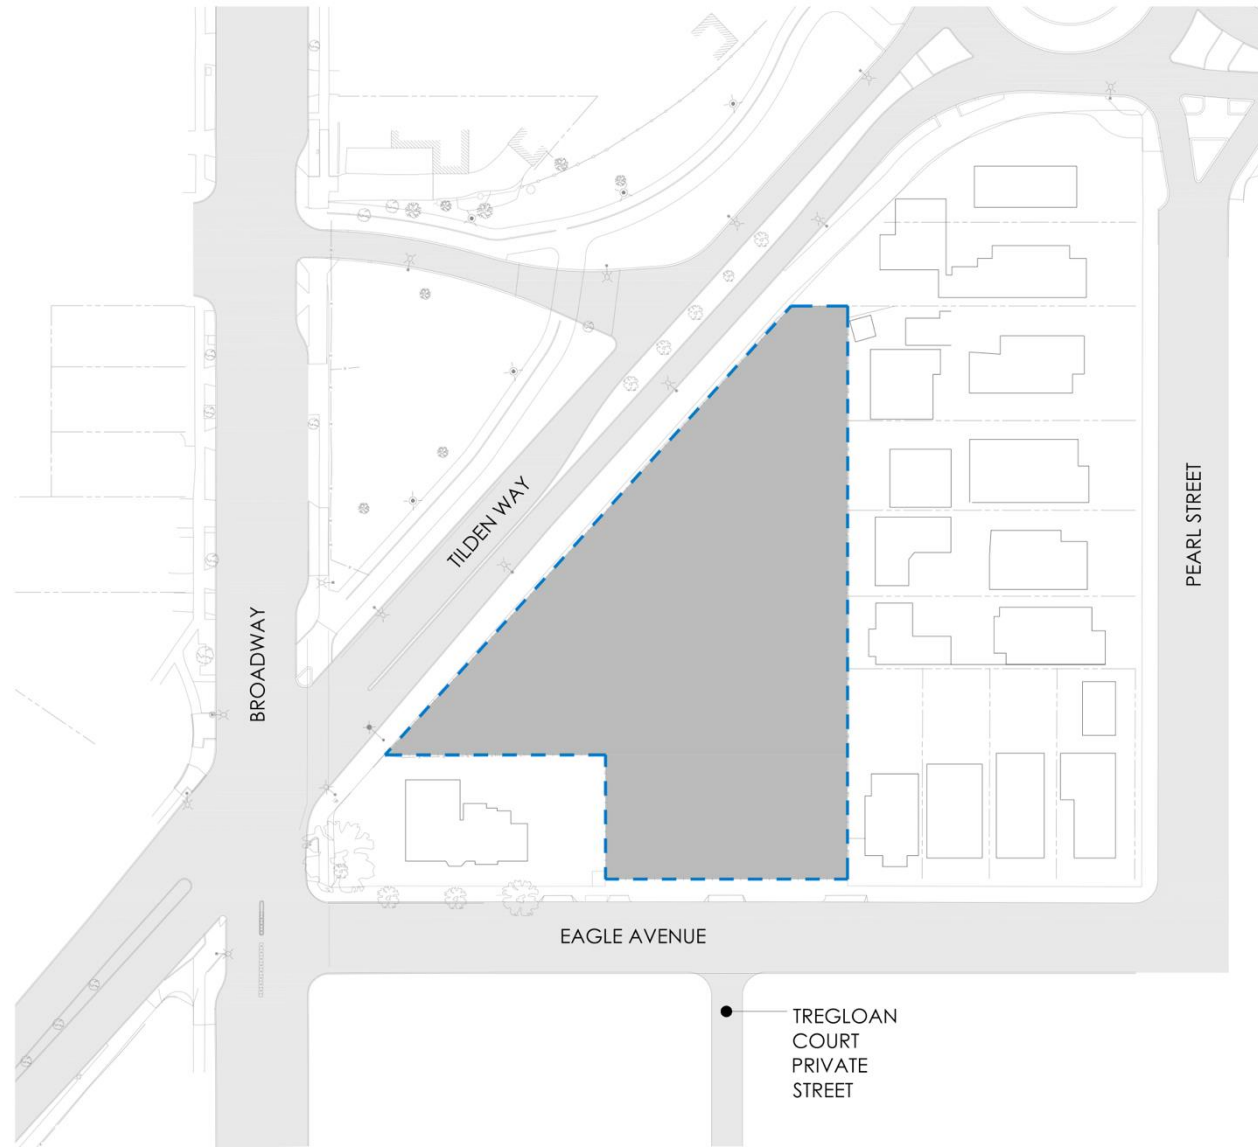 TILDEN WAY
PEARL STREET
BROADWAY
EAGLE AVENUE
TREGLOAN
COURT
PRIVATE
STREET